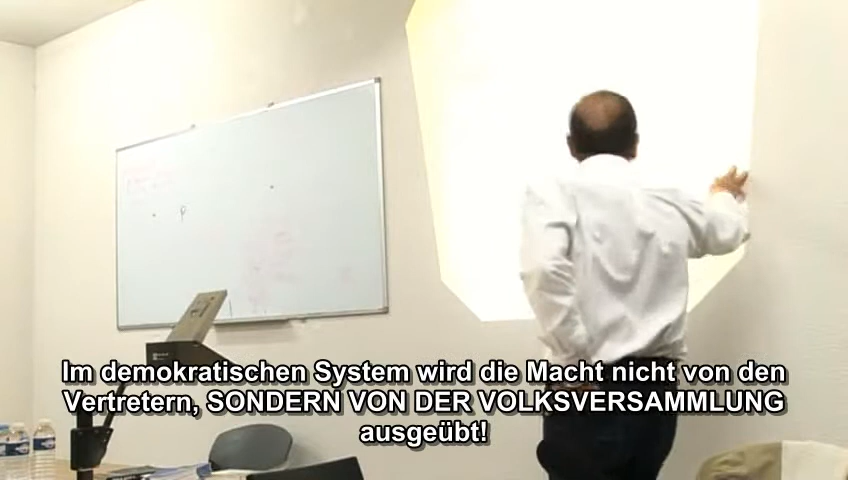 Im demokratischen System wird die Macht nicht von den
Vertretern, SONDERN VON DER VOLKSVERSAMMLUNG
ausgeübt!